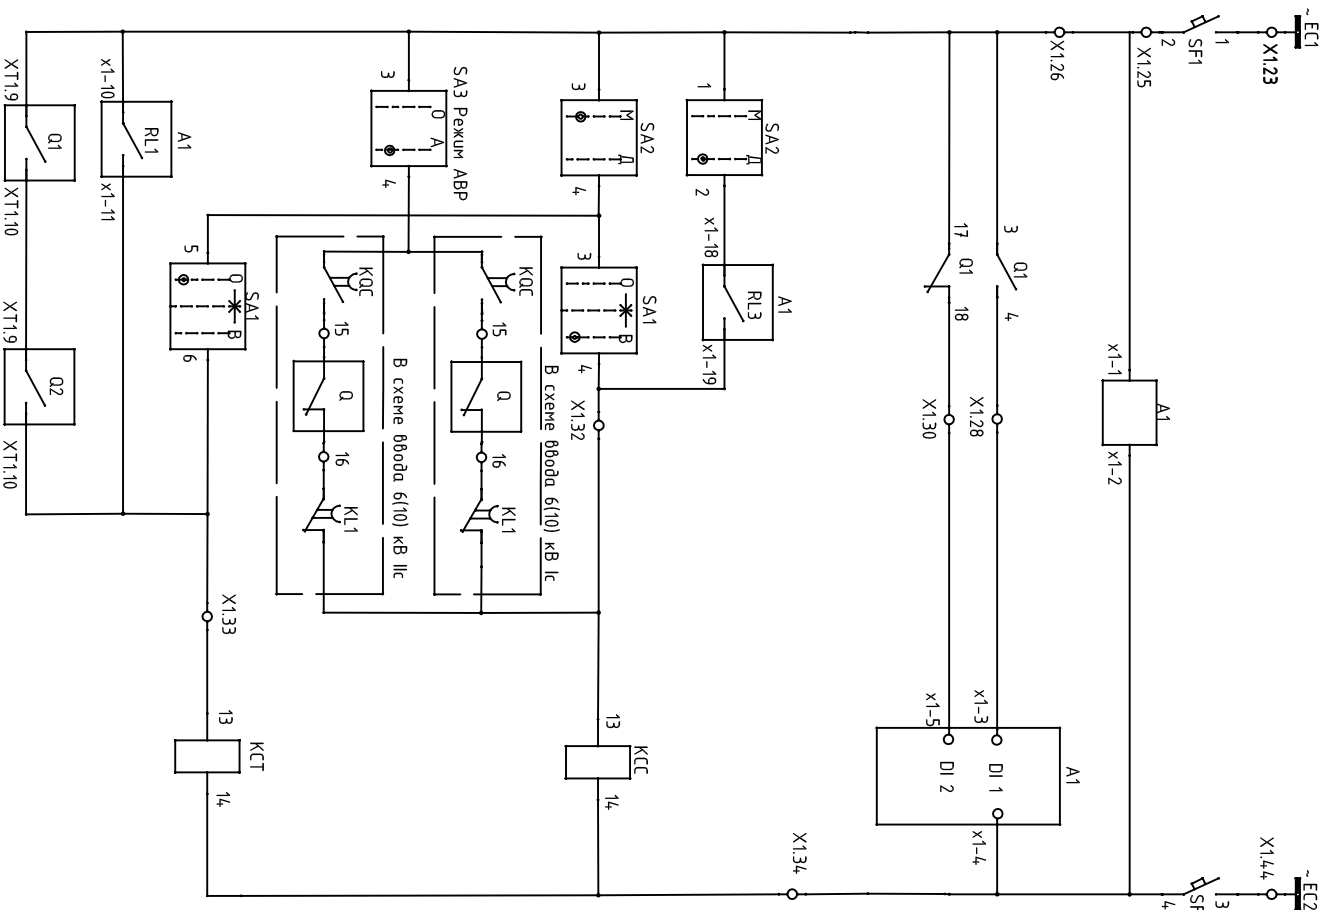 ~EC1
X1.23
1
SF1
2
X1.25
X1.26
~EC2
X1.44
3
SF
4
x1-1
A1
x1-2
3
Q1
4
X1.28
x1-3
17
Q1
18
X1.30
x1-5
A1
DI 1
DI 2
x1-4
X1.34
1
SA2
М
Д
2
x1-18
A1
RL3
x1-19
3
SA2
М
Д
4
3
SA1
О
В
4
X1.32
13
KCC
14
SA3 Режим АВР
3
О
А
4
KQC
15
Q
16
KL1
В схеме ввода 6(10) кВ Iс
KQC
15
Q
16
KL1
В схеме ввода 6(10) кВ IIс
5
SA1
О
В
6
X1.33
13
KCT
14
x1-10
A1
RL1
x1-11
XT1.9
Q1
XT1.10
XT1.9
Q2
XT1.10